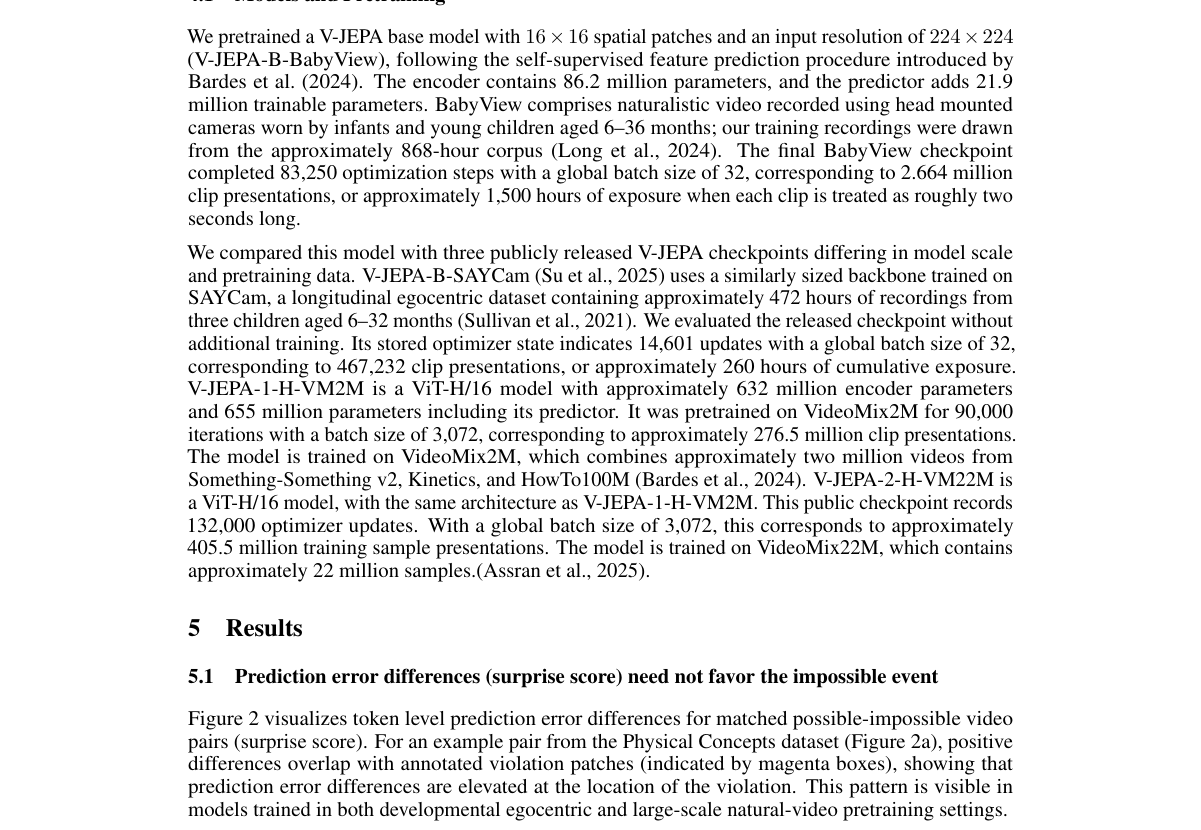 4.1 Models and Pretraining
We pretrained a V-JEPA base model with 16 × 16 spatial patches and an input resolution of 224 × 224
(V-JEPA-B-BabyView), following the self-supervised feature prediction procedure introduced by
Bardes et al. (2024). The encoder contains 86.2 million parameters, and the predictor adds 21.9
million trainable parameters. BabyView comprises naturalistic video recorded using head mounted
cameras worn by infants and young children aged 6–36 months; our training recordings were drawn
from the approximately 868-hour corpus (Long et al., 2024). The final BabyView checkpoint
completed 83,250 optimization steps with a global batch size of 32, corresponding to 2.664 million
clip presentations, or approximately 1,500 hours of exposure when each clip is treated as roughly two
seconds long.
We compared this model with three publicly released V-JEPA checkpoints differing in model scale
and pretraining data. V-JEPA-B-SAYCam (Su et al., 2025) uses a similarly sized backbone trained on
SAYCam, a longitudinal egocentric dataset containing approximately 472 hours of recordings from
three children aged 6–32 months (Sullivan et al., 2021). We evaluated the released checkpoint without
additional training. Its stored optimizer state indicates 14,601 updates with a global batch size of 32,
corresponding to 467,232 clip presentations, or approximately 260 hours of cumulative exposure.
V-JEPA-1-H-VM2M is a ViT-H/16 model with approximately 632 million encoder parameters
and 655 million parameters including its predictor. It was pretrained on VideoMix2M for 90,000
iterations with a batch size of 3,072, corresponding to approximately 276.5 million clip presentations.
The model is trained on VideoMix2M, which combines approximately two million videos from
Something-Something v2, Kinetics, and HowTo100M (Bardes et al., 2024). V-JEPA-2-H-VM22M is
a ViT-H/16 model, with the same architecture as V-JEPA-1-H-VM2M. This public checkpoint records
132,000 optimizer updates. With a global batch size of 3,072, this corresponds to approximately
405.5 million training sample presentations. The model is trained on VideoMix22M, which contains
approximately 22 million samples.(Assran et al., 2025).
5 Results
5.1 Prediction error differences (surprise score) need not favor the impossible event
Figure 2 visualizes token level prediction error differences for matched possible-impossible video
pairs (surprise score). For an example pair from the Physical Concepts dataset (Figure 2a), positive
differences overlap with annotated violation patches (indicated by magenta boxes), showing that
prediction error differences are elevated at the location of the violation. This pattern is visible in
models trained in both developmental egocentric and large-scale natural-video pretraining settings.